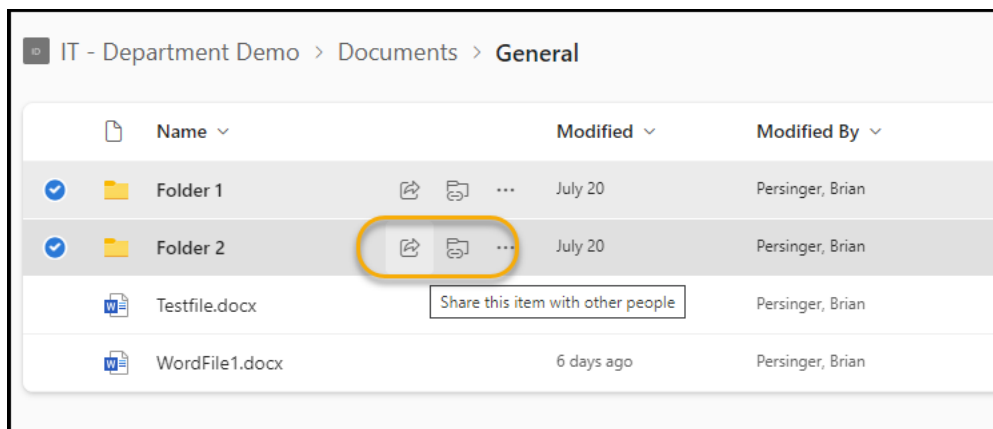 IT - Department Demo > Documents > General
Name Modified Modified By
Folder 1 ... July 20 Persinger, Brian
Folder 2 ... July 20 Persinger, Brian
Testfile.docx Share this item with other people Persinger, Brian
WordFile1.docx 6 days ago Persinger, Brian